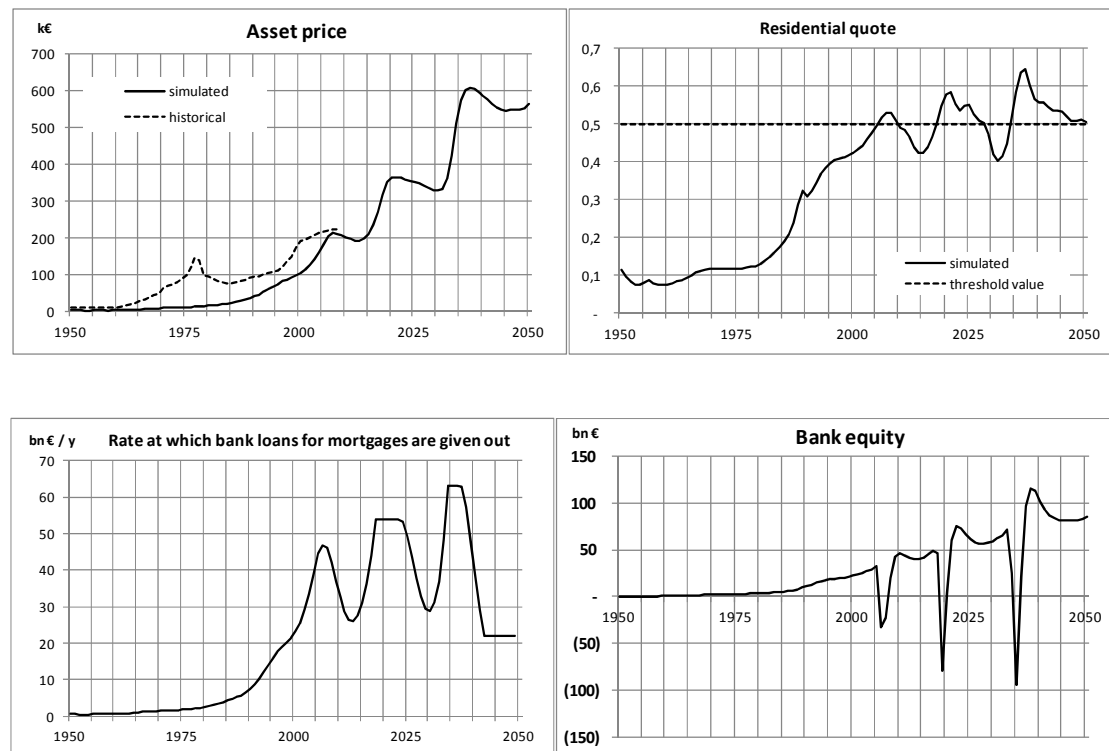 k€
Asset price
700
600
500
400
300
200
100
0
simulated
historical
1950 1975 2000 2025 2050
Residential quote
0,7
0,6
0,5
0,4
0,3
0,2
0,1
-
simulated
threshold value
1950 1975 2000 2025 2050
bn € / y Rate at which bank loans for mortgages are given out
70
60
50
40
30
20
10
0
1950 1975 2000 2025 2050
bn €
Bank equity
150
100
50
-
1950 1975 2000 2025 2050
(50)
(100)
(150)